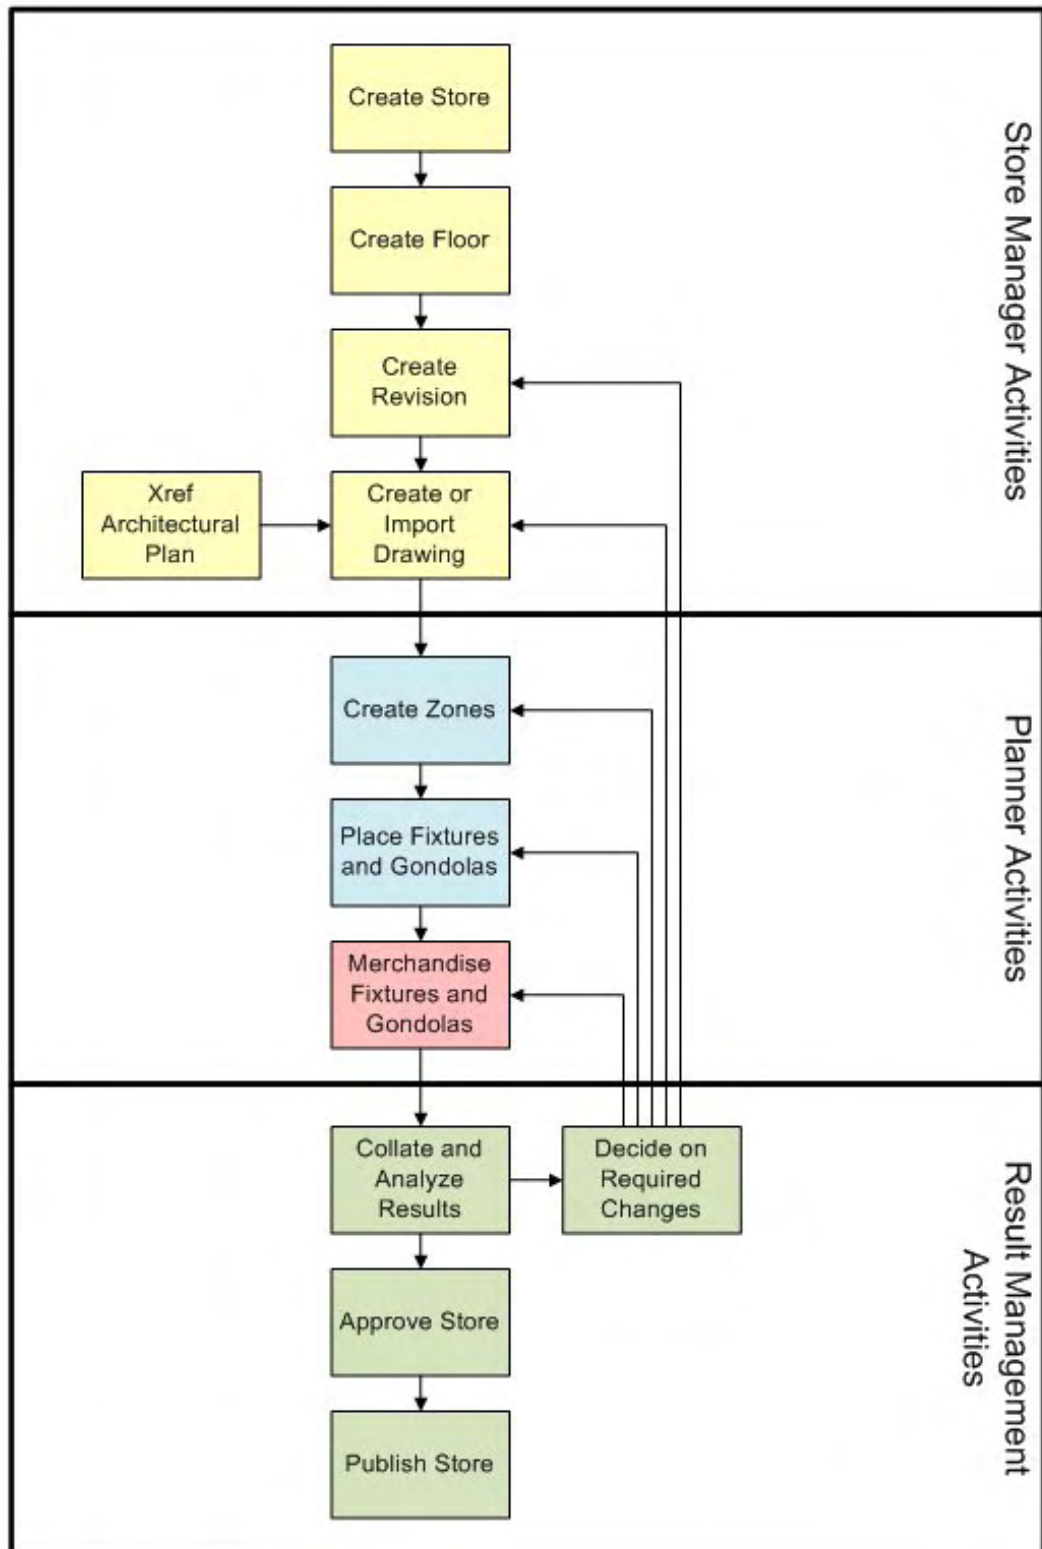 Create Store
Create Floor
Create
Revision
Xref
Architectural
Plan
Create or
Import
Drawing
Store Manager Activities
Create Zones
Place Fixtures
and Gondolas
Merchandise
Fixtures and
Gondolas
Planner Activities
Collate and
Analyze
Results
Decide on
Required
Changes
Approve Store
Publish Store
Result Management
Activities